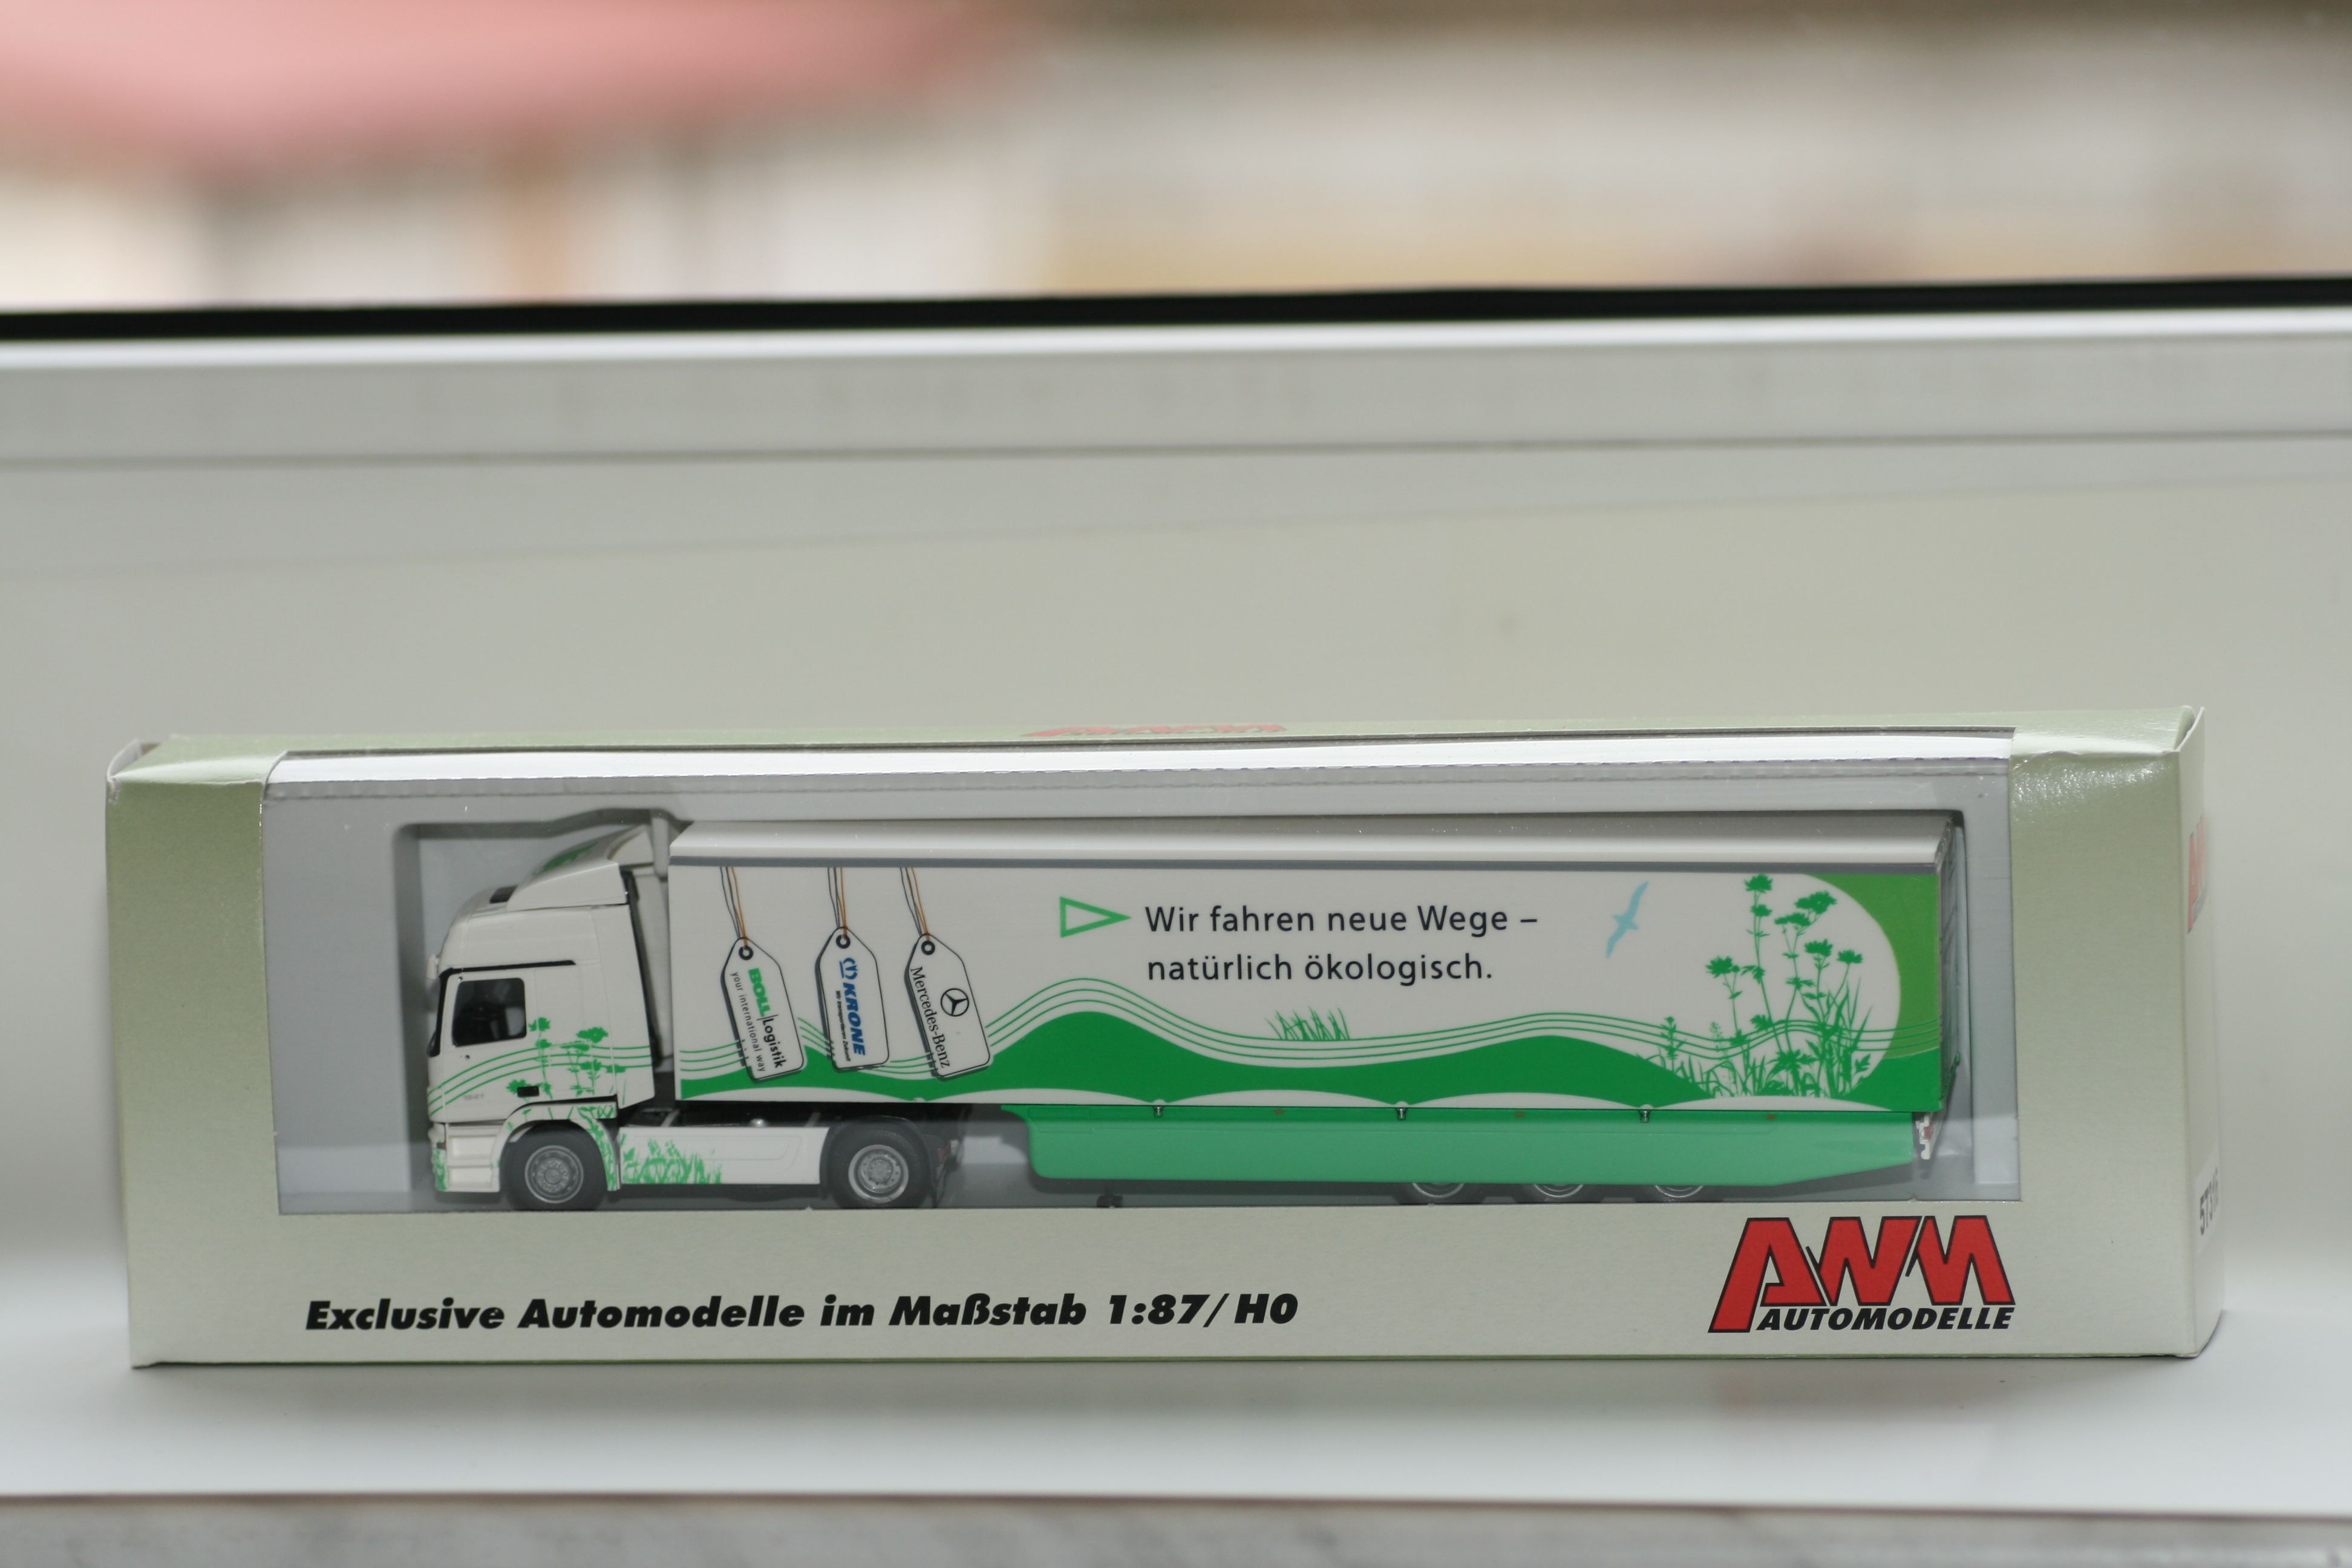 Wir fahren neue Wege –
natürlich ökologisch.
BOLL Logistik
your international way
KRONE
Mercedes-Benz
Exclusive Automodelle im Maßstab 1:87/H0
AWM
AUTOMODELLE